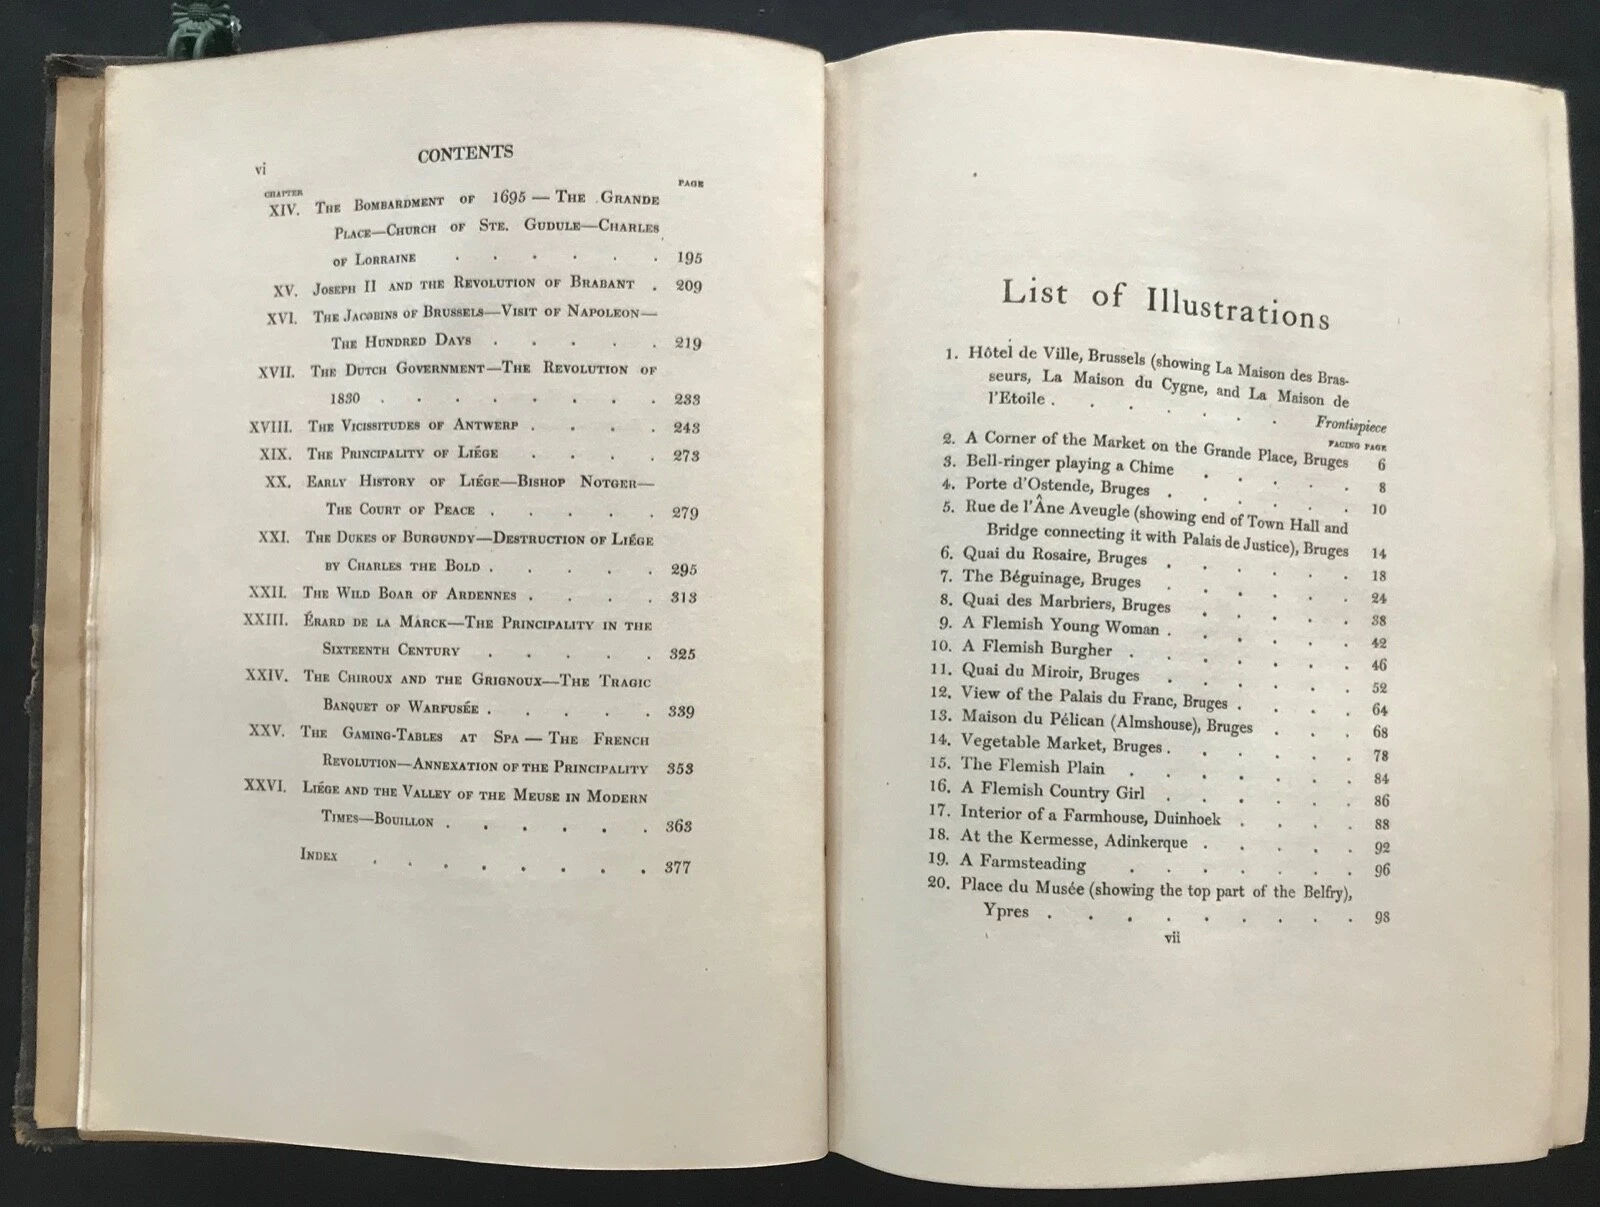 vi
CONTENTS
CHAPTER PAGE
XIV. The Bombardment of 1695 — The Grande
Place—Church of Ste. Gudule—Charles
of Lorraine . . . . . . 195
XV. Joseph II and the Revolution of Brabant . 209
XVI. The Jacobins of Brussels—Visit of Napoleon—
The Hundred Days . . . . . 219
XVII. The Dutch Government—The Revolution of
1830 . . . . . . . . 233
XVIII. The Vicissitudes of Antwerp . . . . 243
XIX. The Principality of Liége . . . . 273
XX. Early History of Liége—Bishop Notger—
The Court of Peace . . . . . 279
XXI. The Dukes of Burgundy—Destruction of Liége
by Charles the Bold . . . . . 295
XXII. The Wild Boar of Ardennes . . . . 313
XXIII. Érard de la Marck—The Principality in the
Sixteenth Century . . . . . 325
XXIV. The Chiroux and the Grignoux—The Tragic
Banquet of Warfusée . . . . . 339
XXV. The Gaming-Tables at Spa — The French
Revolution—Annexation of the Principality 353
XXVI. Liége and the Valley of the Meuse in Modern
Times—Bouillon . . . . . . 363
Index . . . . . . . . 377
List of Illustrations
1. Hôtel de Ville, Brussels (showing La Maison des Bras-
seurs, La Maison du Cygne, and La Maison de
l'Etoile . . . . . . . Frontispiece
FACING PAGE
2. A Corner of the Market on the Grande Place, Bruges 6
3. Bell-ringer playing a Chime . . . . . 8
4. Porte d'Ostende, Bruges . . . . . . 10
5. Rue de l'Âne Aveugle (showing end of Town Hall and
Bridge connecting it with Palais de Justice), Bruges 14
6. Quai du Rosaire, Bruges . . . . . . 18
7. The Béguinage, Bruges . . . . . . 24
8. Quai des Marbriers, Bruges . . . . . 38
9. A Flemish Young Woman . . . . . . 42
10. A Flemish Burgher . . . . . . . 46
11. Quai du Miroir, Bruges . . . . . . 52
12. View of the Palais du Franc, Bruges . . . . 64
13. Maison du Pélican (Almshouse), Bruges . . . 68
14. Vegetable Market, Bruges . . . . . . 78
15. The Flemish Plain . . . . . . . 84
16. A Flemish Country Girl . . . . . . 86
17. Interior of a Farmhouse, Duinhoek . . . . 88
18. At the Kermesse, Adinkerque . . . . . 92
19. A Farmsteading . . . . . . . 96
20. Place du Musée (showing the top part of the Belfry),
Ypres . . . . . . . . . 98
vii